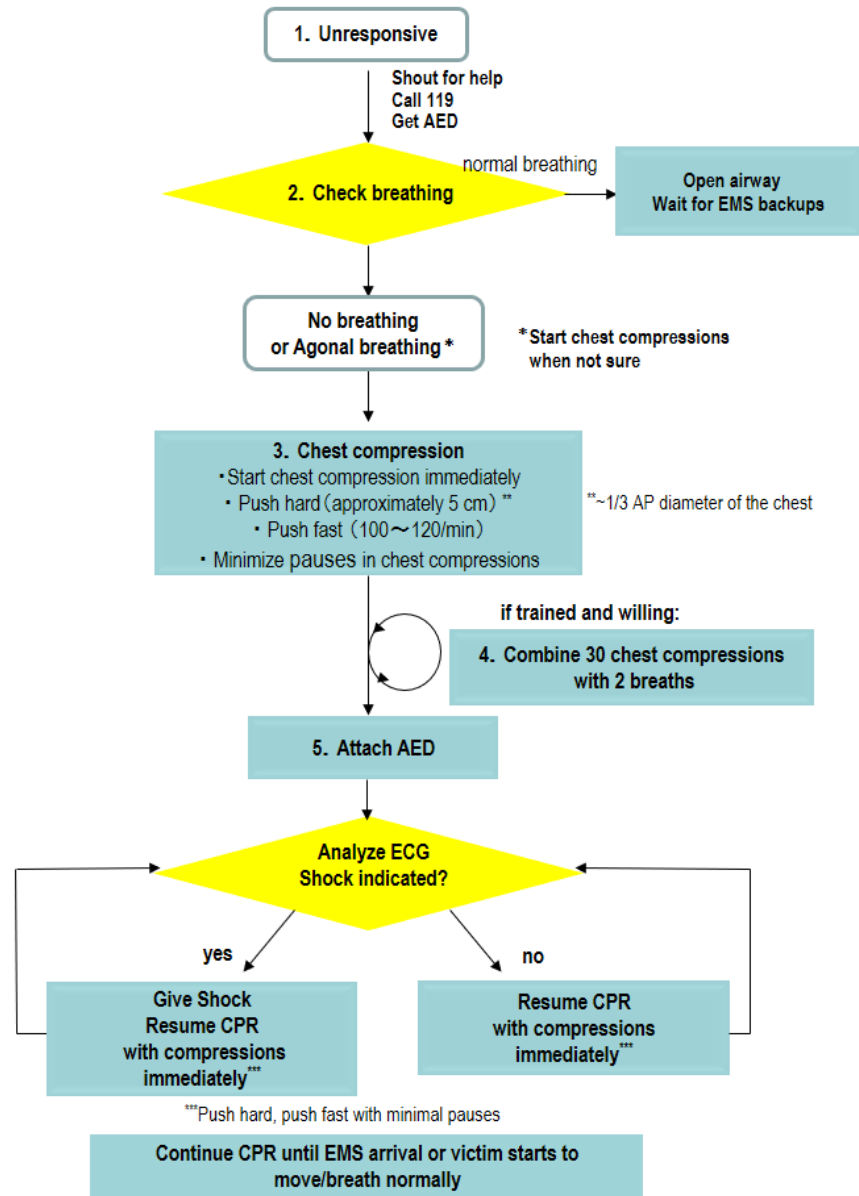 1. Unresponsive
Shout for help
Call 119
Get AED
normal breathing
2. Check breathing
Open airway
Wait for EMS backups
No breathing
or Agonal breathing *
* Start chest compressions
when not sure
3. Chest compression
・Start chest compression immediately
・Push hard (approximately 5 cm) **
・Push fast (100～120/min)
・Minimize pauses in chest compressions
**~1/3 AP diameter of the chest
if trained and willing:
4. Combine 30 chest compressions
with 2 breaths
5. Attach AED
Analyze ECG
Shock indicated?
yes
no
Give Shock
Resume CPR
with compressions
immediately***
Resume CPR
with compressions
immediately***
***Push hard, push fast with minimal pauses
Continue CPR until EMS arrival or victim starts to
move/breath normally